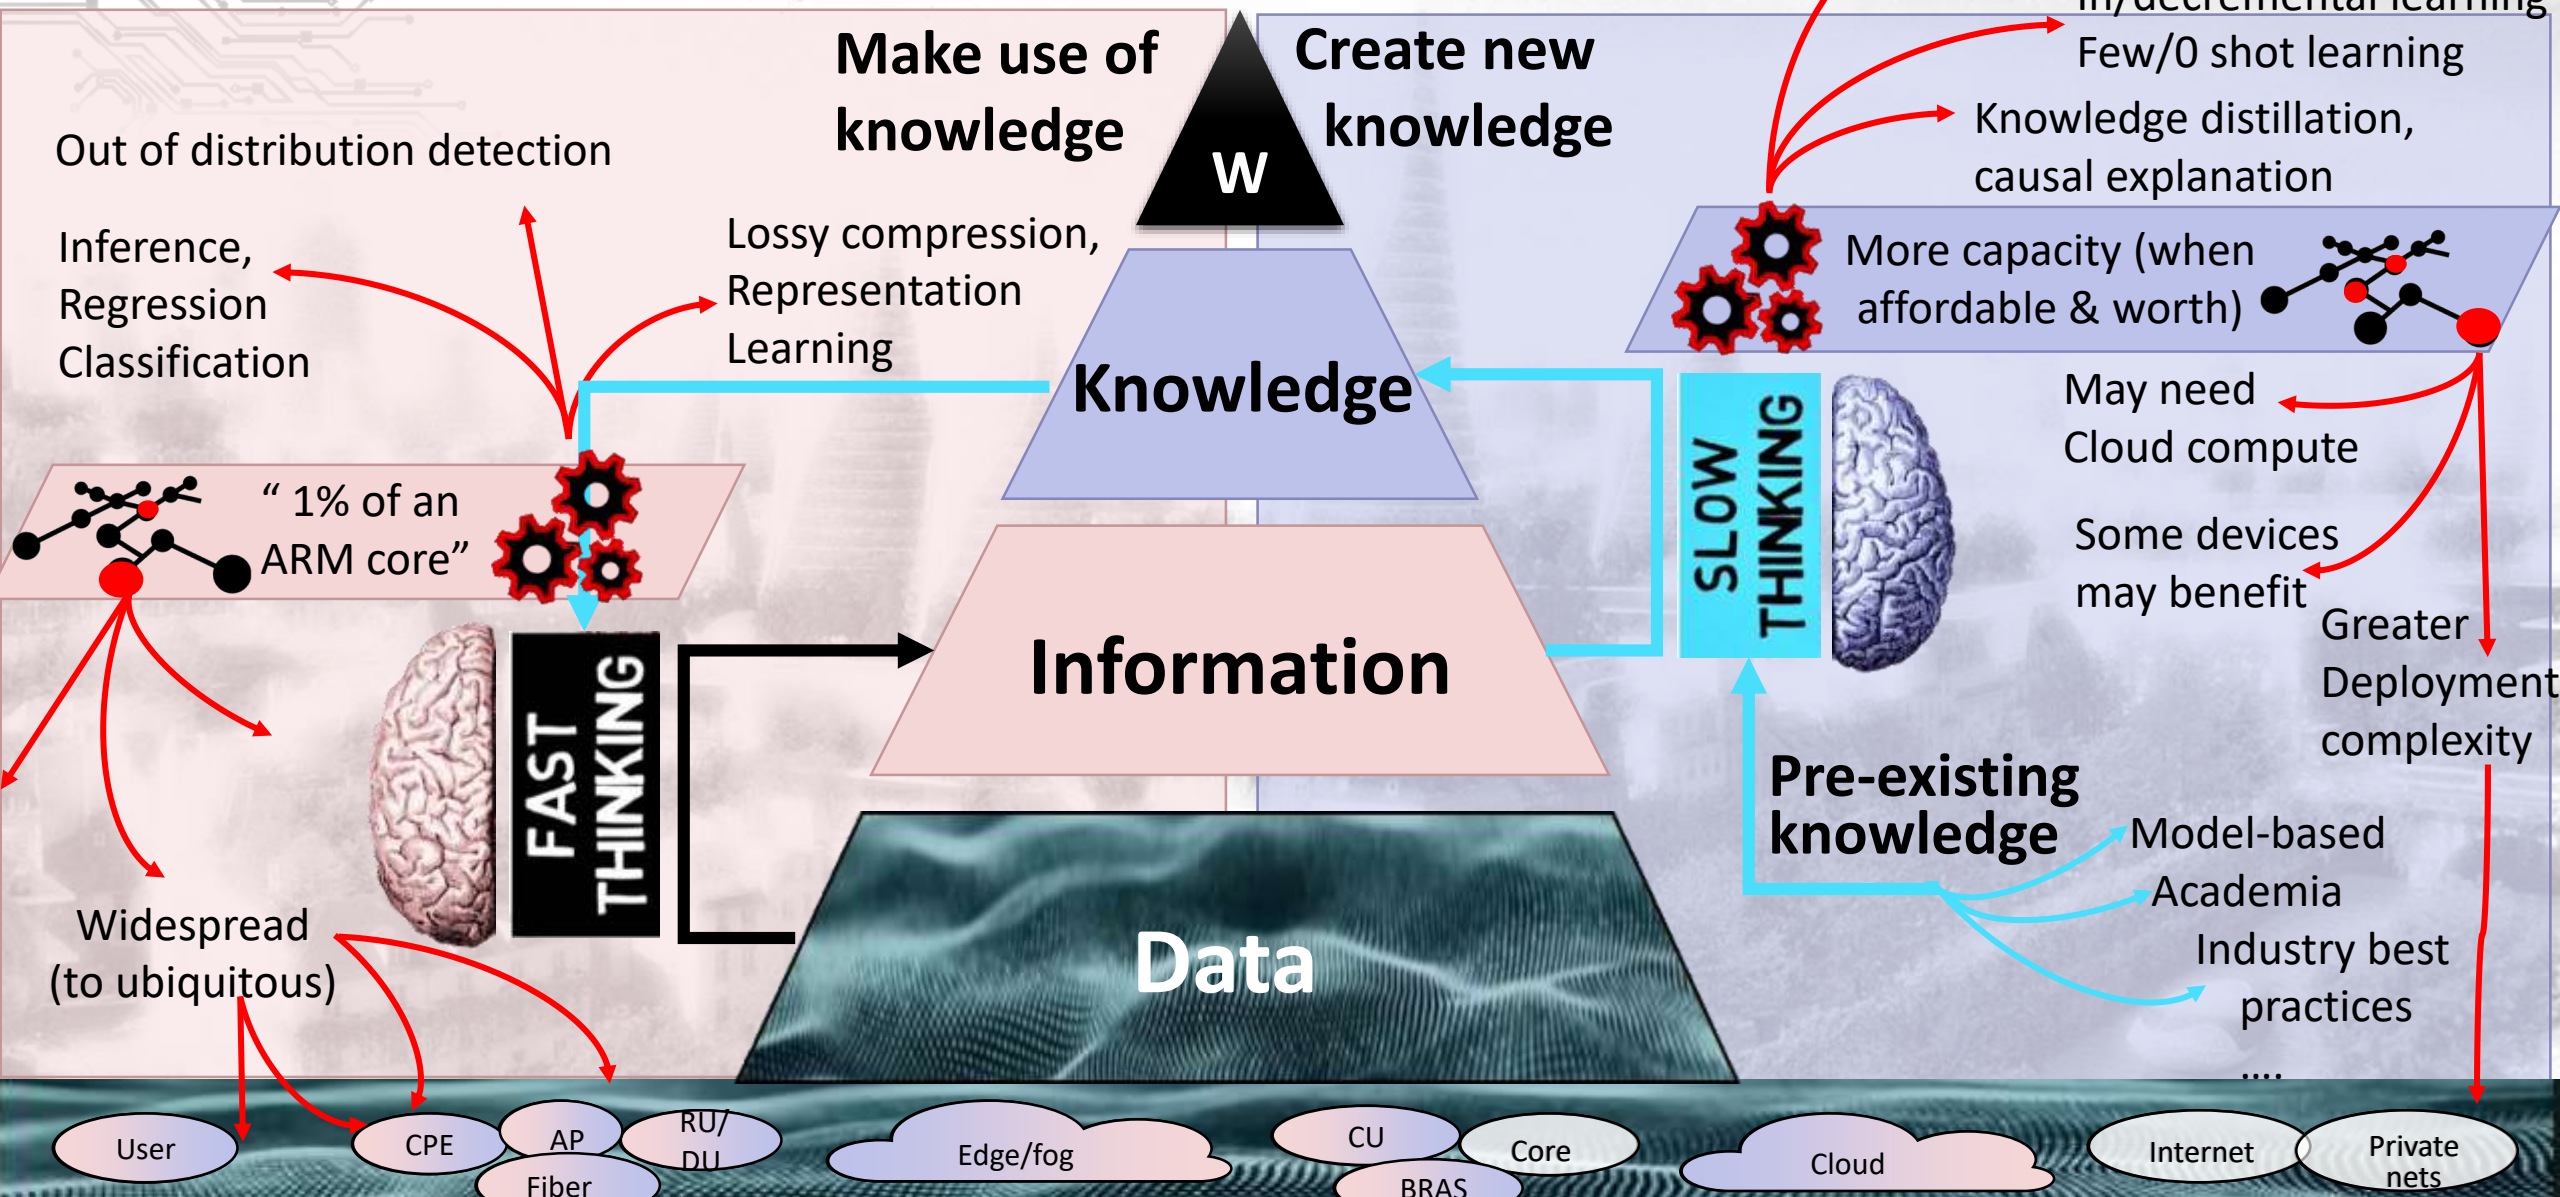 Make use of
knowledge
Create new
knowledge
W
In/decremental learning
Few/0 shot learning
Knowledge distillation,
causal explanation
Out of distribution detection
Inference,
Regression
Classification
Lossy compression,
Representation
Learning
More capacity (when
affordable & worth)
Knowledge
May need
Cloud compute
“ 1% of an
ARM core”
SLOW
THINKING
Some devices
may benefit
Greater
Deployment
complexity
Information
FAST
THINKING
Pre-existing
knowledge
Model-based
Academia
Industry best
practices
....
Widespread
(to ubiquitous)
Data
User
CPE
AP
RU/
DU
Fiber
Edge/fog
CU
Core
BRAS
Cloud
Internet
Private
nets